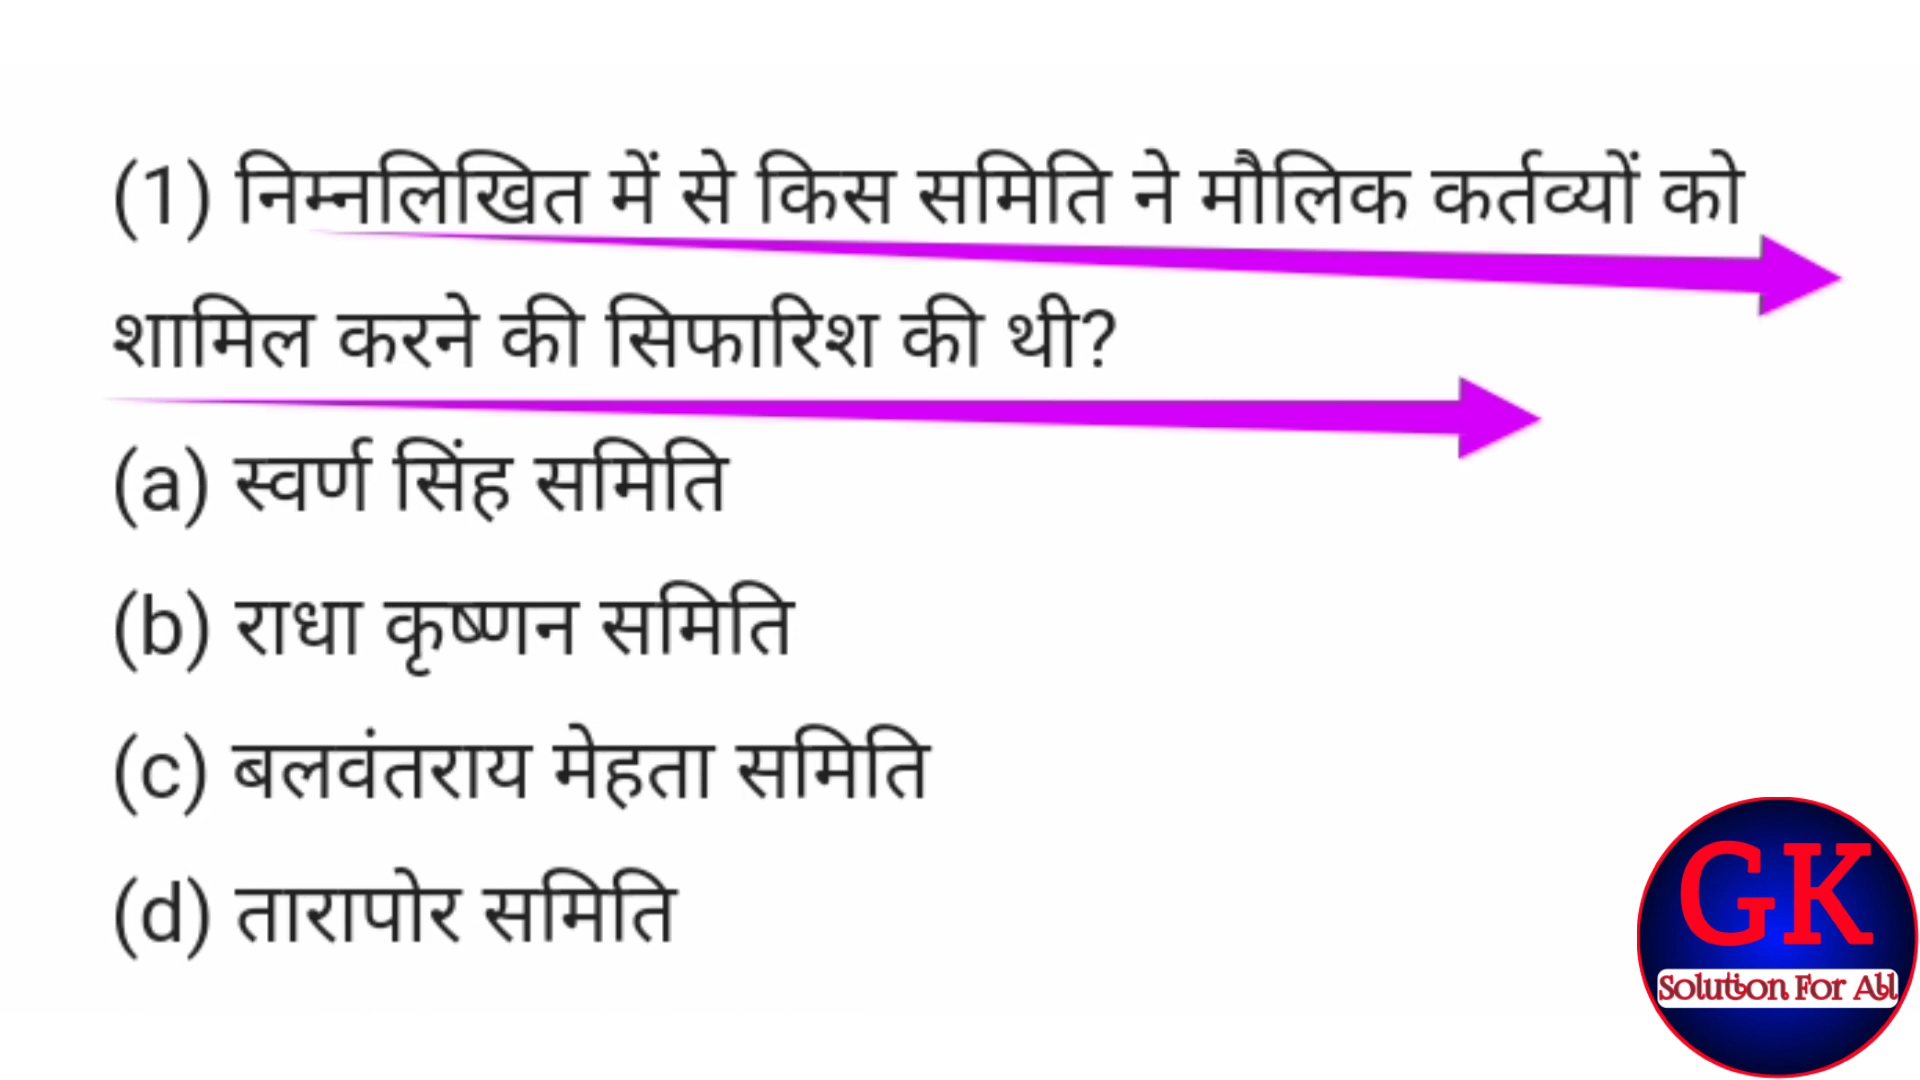 (1) निम्नलिखित में से किस समिति ने मौलिक कर्तव्यों को
शामिल करने की सिफारिश की थी?
(a) स्वर्ण सिंह समिति
(b) राधा कृष्णन समिति
(c) बलवंतराय मेहता समिति
(d) तारापोर समिति
GK
Solution For All